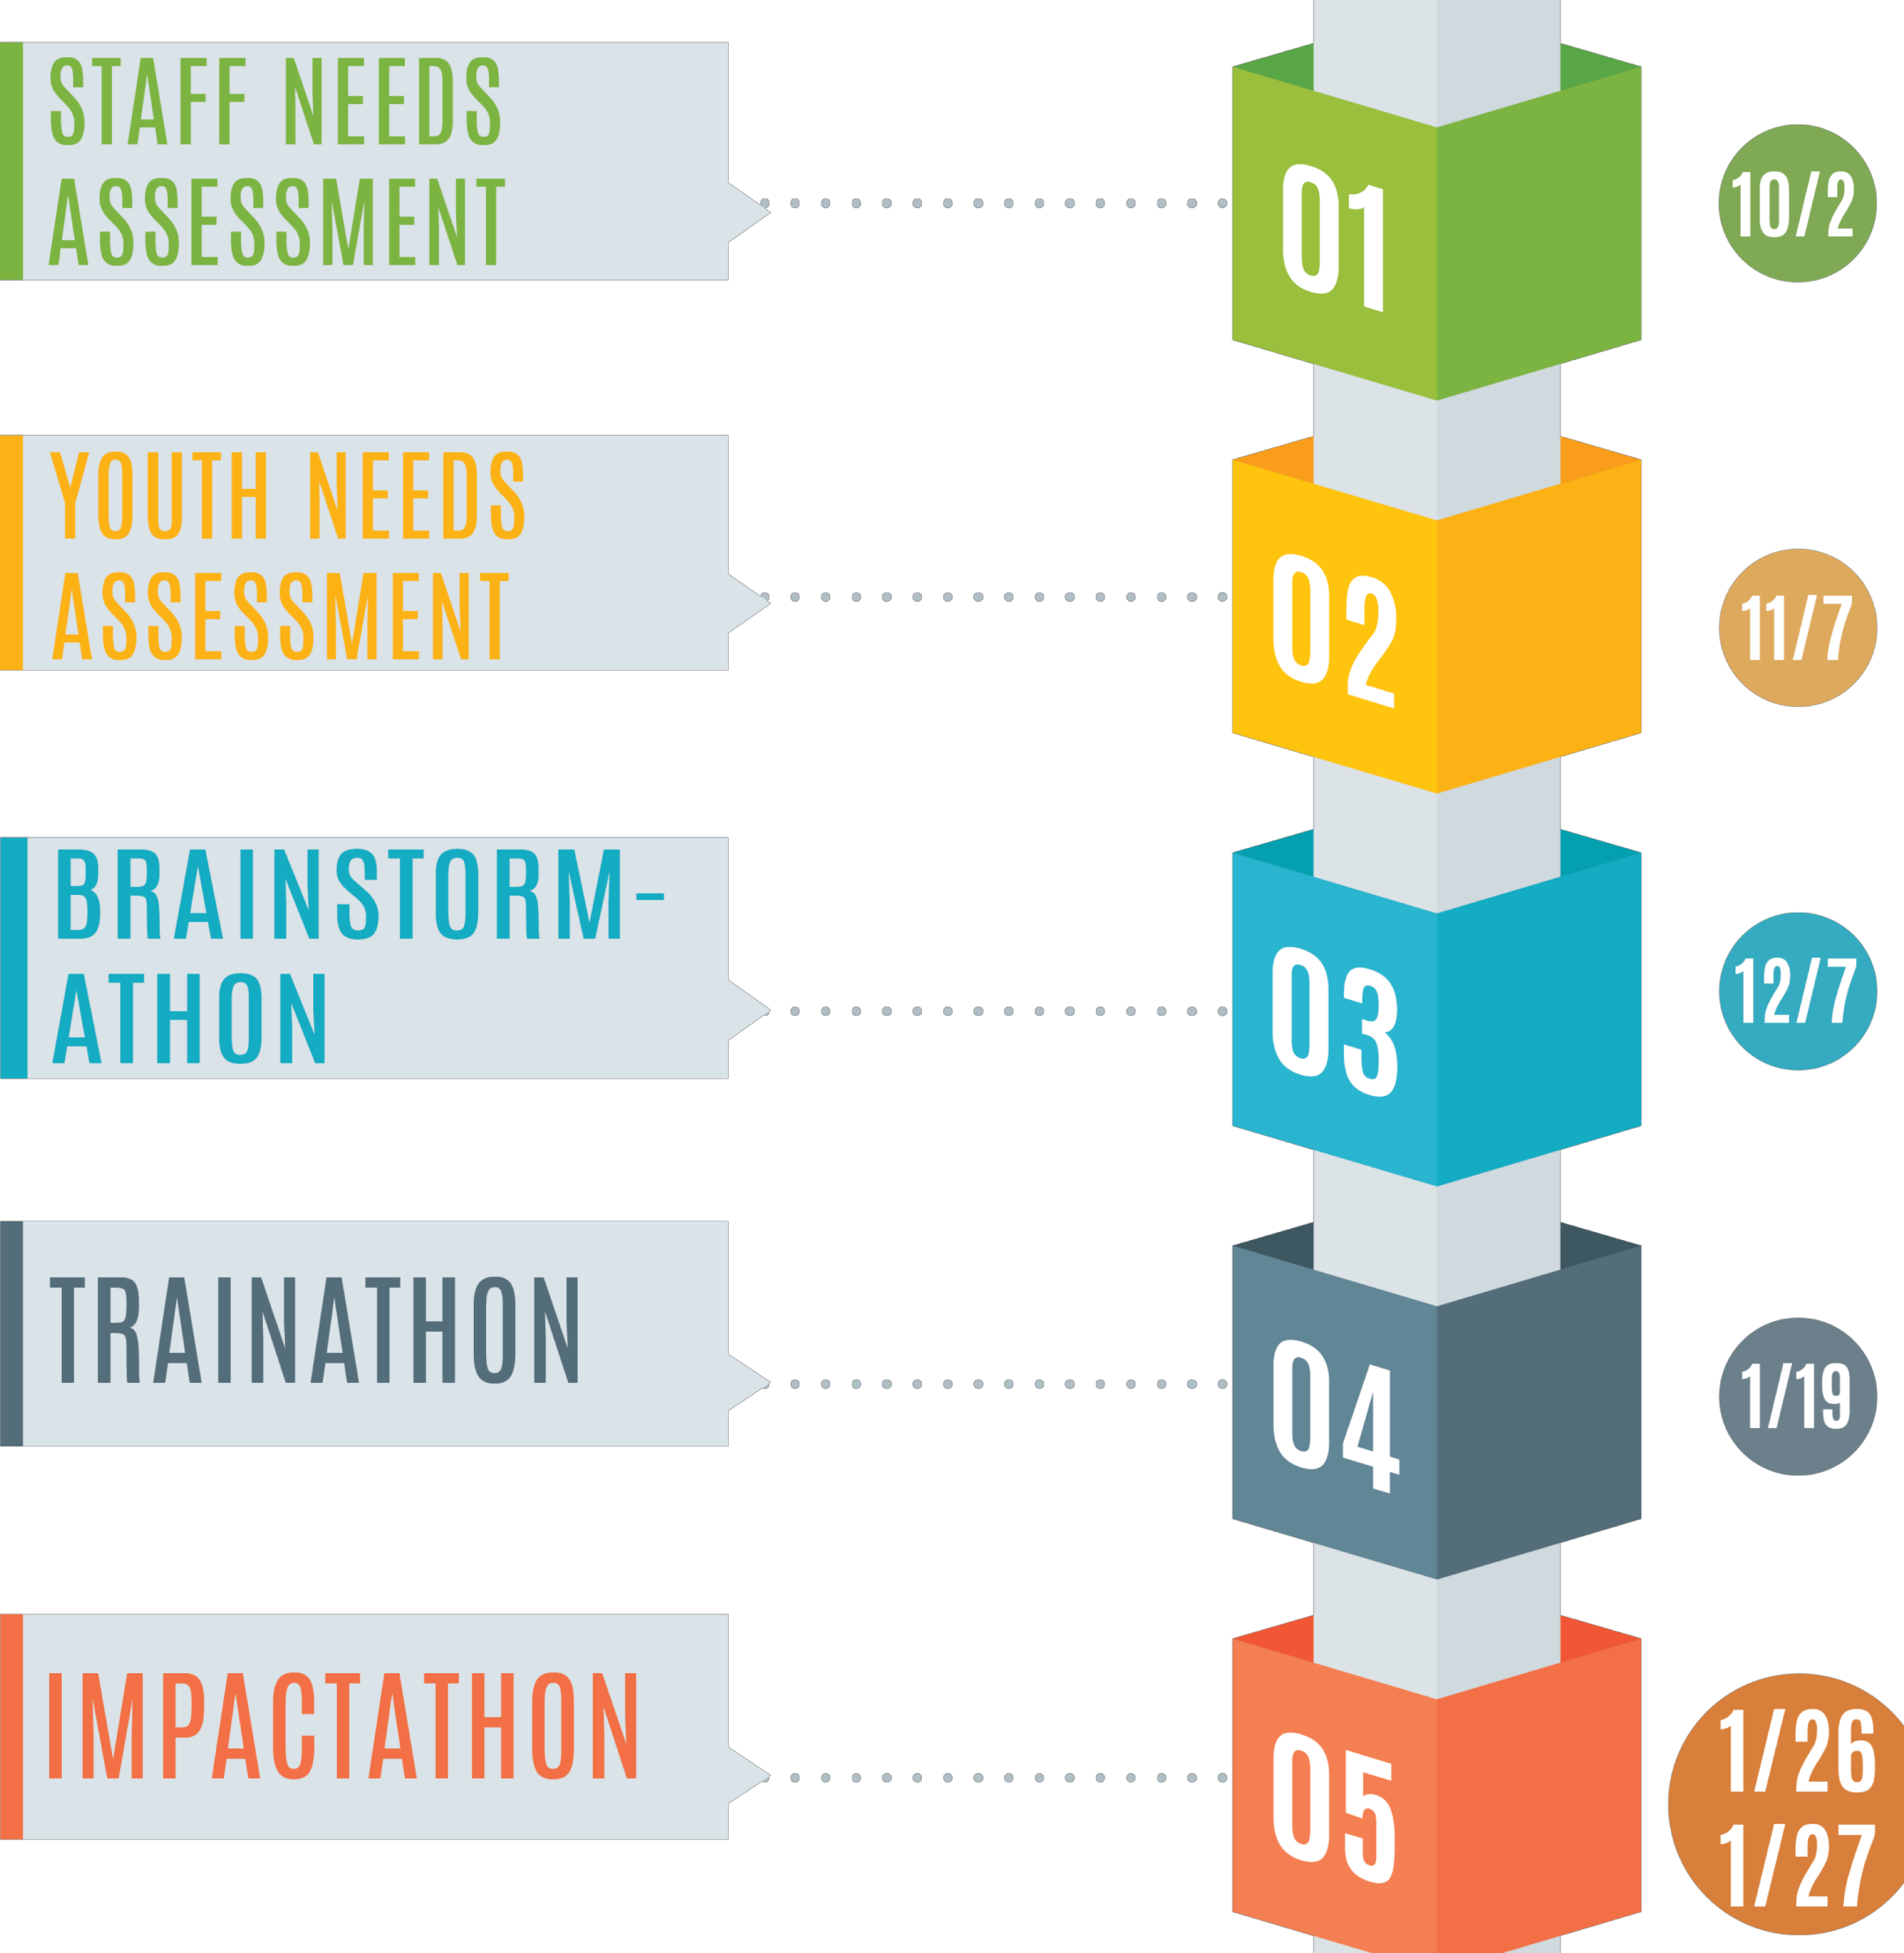 STAFF NEEDS
ASSESSMENT
01
10/2
YOUTH NEEDS
ASSESSMENT
02
11/7
BRAINSTORM-
ATHON
03
12/7
TRAINATHON
04
1/19
IMPACTATHON
05
1/26
1/27